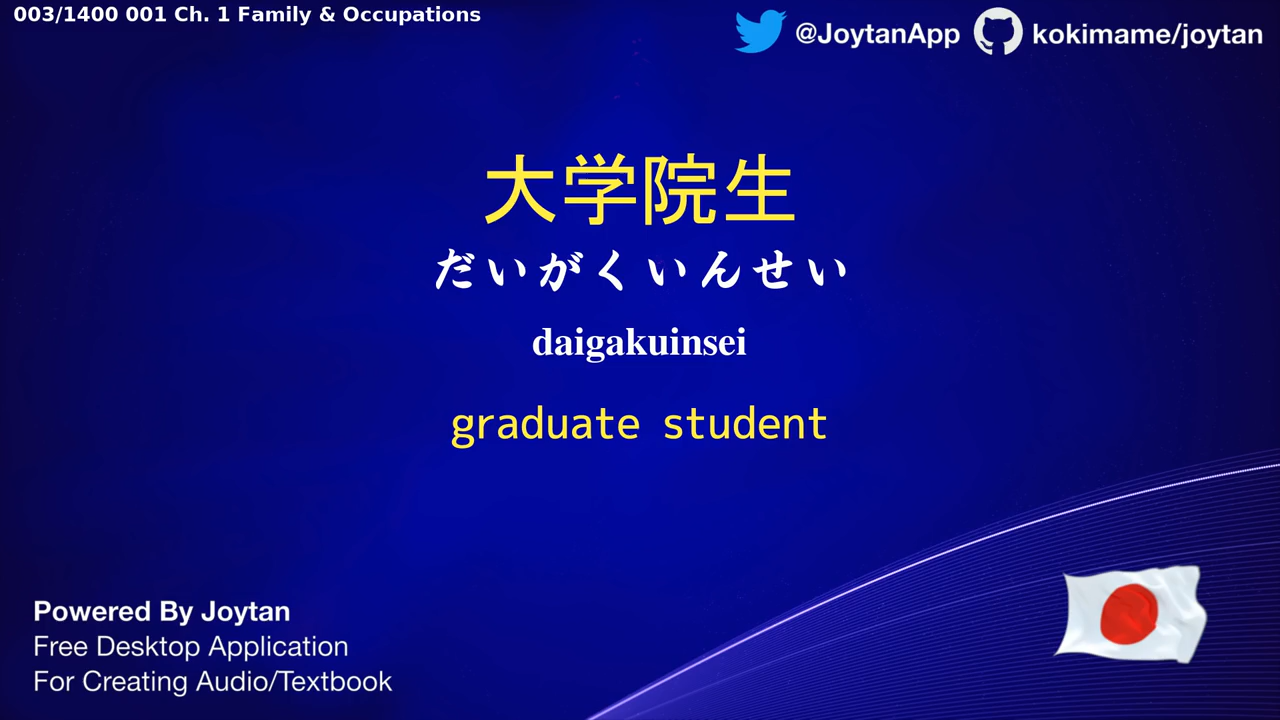 003/1400 001 Ch. 1 Family & Occupations
@JoytanApp kokimame/joytan
大学院生
だいがくいんせい
daigakuinsei
graduate student
Powered By Joytan
Free Desktop Application
For Creating Audio/Textbook